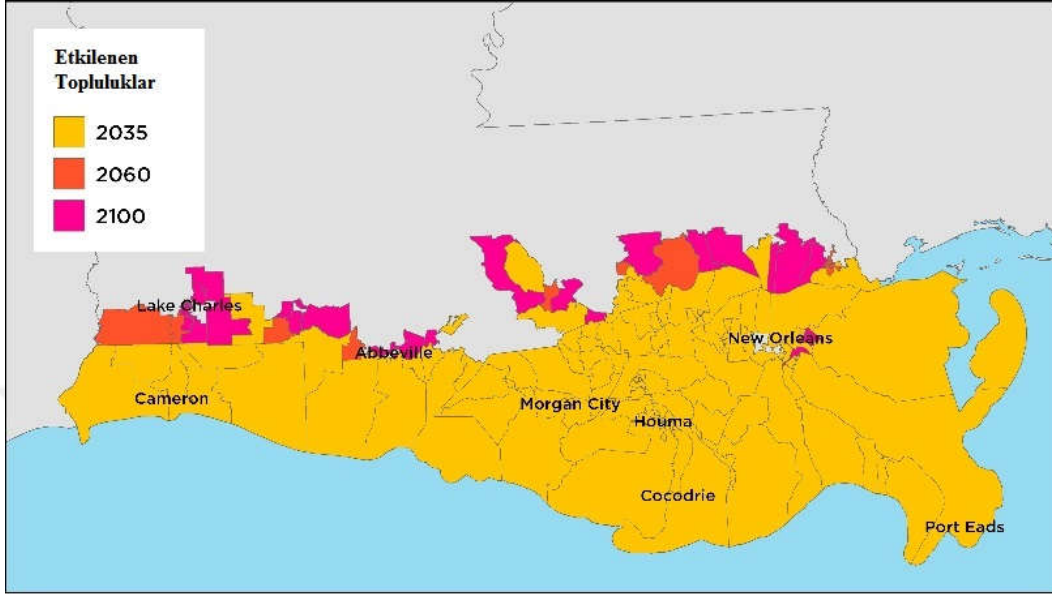 Etkilenen
Topluluklar
2035
2060
2100
Lake Charles
New Orleans
Abbeville
Cameron
Morgan City
Houma
Cocodrie
Port Eads